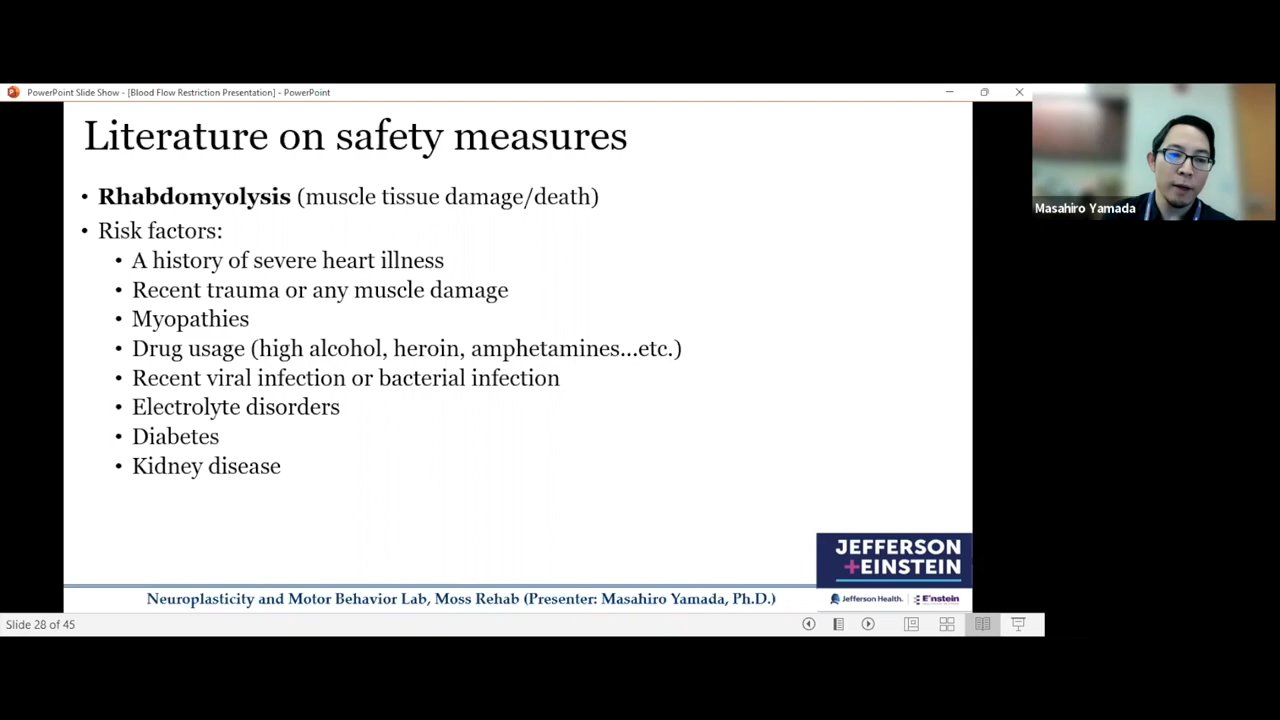 PowerPoint Slide Show - [Blood Flow Restriction Presentation] - PowerPoint
Literature on safety measures
• Rhabdomyolysis (muscle tissue damage/death)
• Risk factors:
• A history of severe heart illness
• Recent trauma or any muscle damage
• Myopathies
• Drug usage (high alcohol, heroin, amphetamines...etc.)
• Recent viral infection or bacterial infection
• Electrolyte disorders
• Diabetes
• Kidney disease
Masahiro Yamada
JEFFERSON
+EINSTEIN
Neuroplasticity and Motor Behavior Lab, Moss Rehab (Presenter: Masahiro Yamada, Ph.D.)
Jefferson Health. | Einstein
Slide 28 of 45